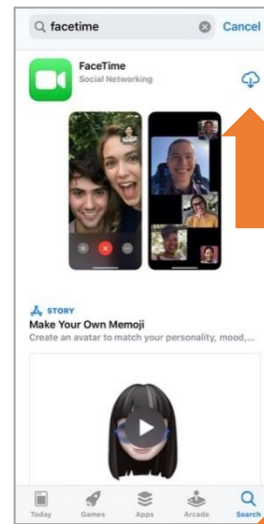 facetime
Cancel
FaceTime
Social Networking
STORY
Make Your Own Memoji
Create an avatar to match your personality, mood,...
Today
Games
Apps
Arcade
Search